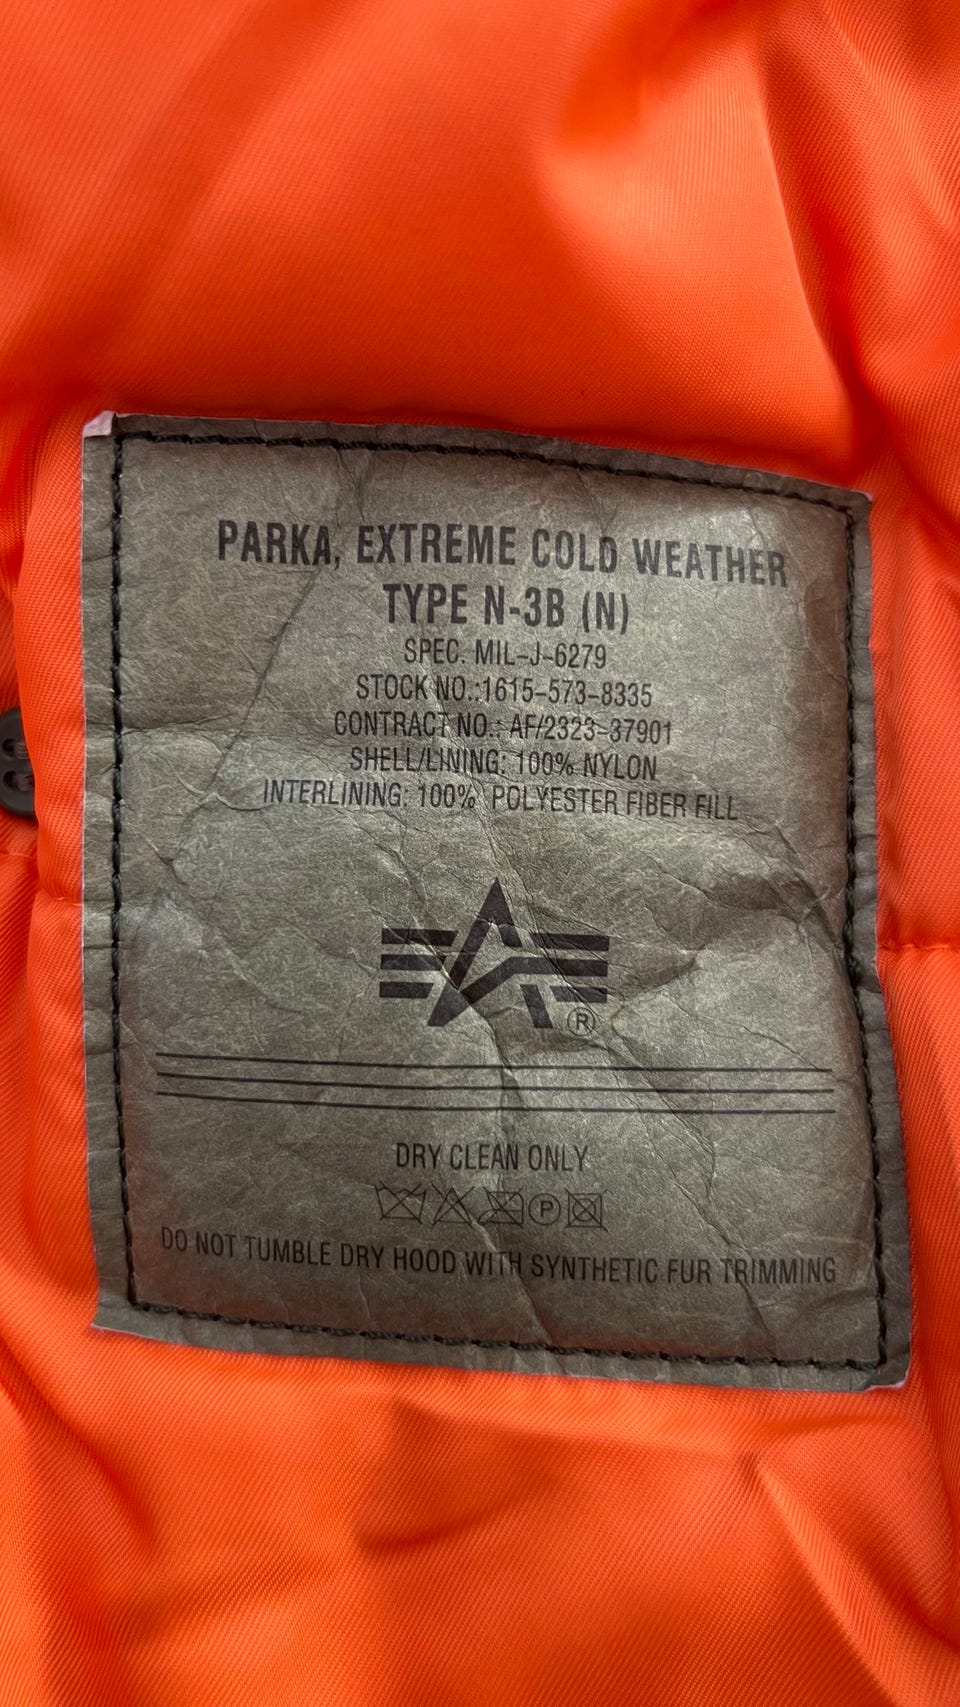 PARKA, EXTREME COLD WEATHER
TYPE N-3B (N)
SPEC. MIL-J-6279
STOCK NO.:1615-573-8335
CONTRACT NO.: AF/2323-37901
SHELL/LINING: 100% NYLON
INTERLINING: 100% POLYESTER FIBER FILL
®
DRY CLEAN ONLY
P
DO NOT TUMBLE DRY HOOD WITH SYNTHETIC FUR TRIMMING